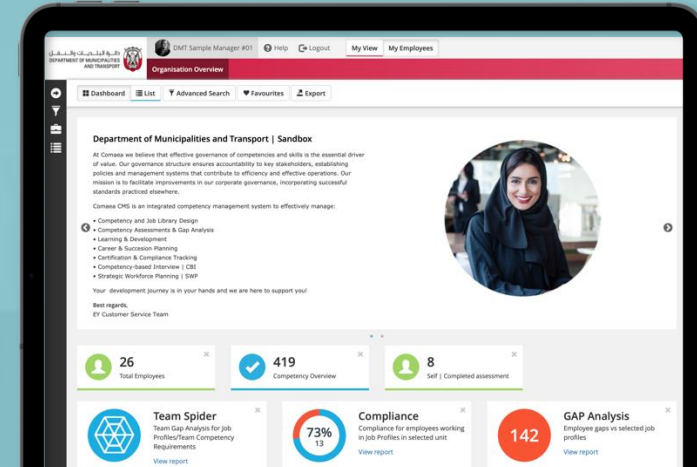 دائرة البلديات والنقل
DEPARTMENT OF MUNICIPALITIES
AND TRANSPORT
DMT Sample Manager #01 Help Logout My View My Employees
Organisation Overview
Dashboard List Advanced Search Favourites Export
Department of Municipalities and Transport | Sandbox
At Comaea we believe that effective governance of competencies and skills is the essential driver
of value. Our governance structure ensures accountability to key stakeholders, establishing
policies and management systems that contribute to efficiency and effective operations. Our
mission is to facilitate improvements in our corporate governance, incorporating successful
standards practiced elsewhere.
Comaea CMS is an integrated competency management system to effectively manage:
• Competency and Job Library Design
• Competency Assessments & Gap Analysis
• Learning & Development
• Career & Succesion Planning
• Certification & Compliance Tracking
• Competency-based Interview | CBI
• Strategic Workforce Planning | SWP
Your development journey is in your hands and we are here to support you!
Best regards,
EY Customer Service Team
26
Total Employees
419
Competency Overview
8
Self | Completed assessment
Team Spider
Team Gap Analysis for Job
Profiles/Team Competency
Requirements
View report
73%
13
Compliance
Compliance for employees working
in Job Profiles in selected unit
View report
142
GAP Analysis
Employee gaps vs selected job
profiles
View report